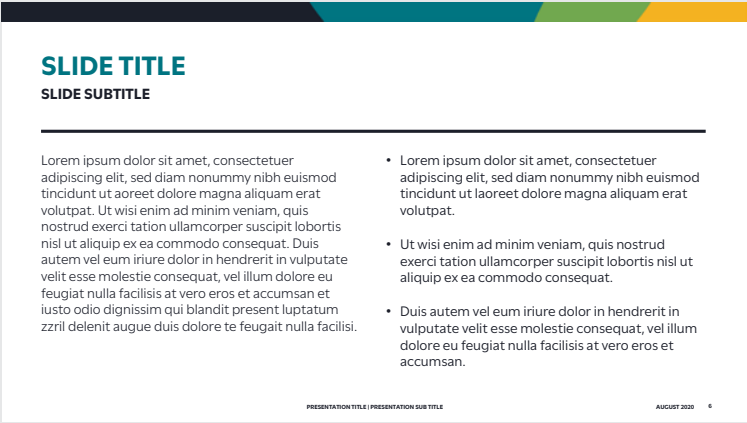 SLIDE TITLE
SLIDE SUBTITLE
Lorem ipsum dolor sit amet, consectetuer
adipiscing elit, sed diam nonummy nibh euismod
tincidunt ut aoreet dolore magna aliquam erat
volutpat. Ut wisi enim ad minim veniam, quis
nostrud exerci tation ullamcorper suscipit lobortis
nisl ut aliquip ex ea commodo consequat. Duis
autem vel eum iriure dolor in hendrerit in vulputate
velit esse molestie consequat, vel illum dolore eu
feugiat nulla facilisis at vero eros et accumsan et
iusto odio dignissim qui blandit present luptatum
zzril delenit augue duis dolore te feugait nulla facilisi.
• Lorem ipsum dolor sit amet, consectetuer
adipiscing elit, sed diam nonummy nibh euismod
tincidunt ut laoreet dolore magna aliquam erat
volutpat.
• Ut wisi enim ad minim veniam, quis nostrud
exerci tation ullamcorper suscipit lobortis nisl ut
aliquip ex ea commodo consequat.
• Duis autem vel eum iriure dolor in hendrerit in
vulputate velit esse molestie consequat, vel illum
dolore eu feugiat nulla facilisis at vero eros et
accumsan.
PRESENTATION TITLE | PRESENTATION SUB TITLE
AUGUST 2020 6